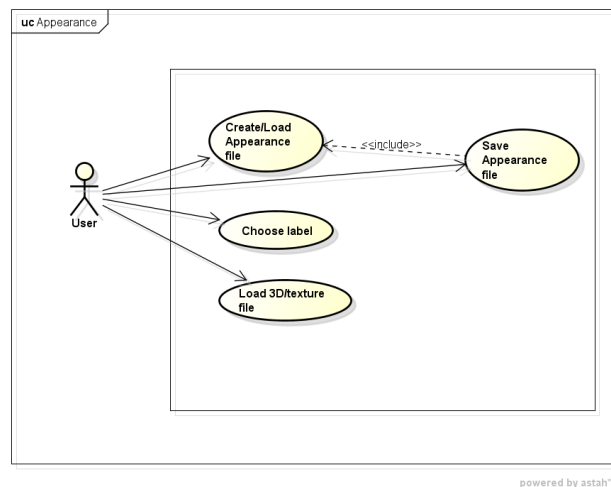 uc Appearance
Create/Load
Appearance
file
<<include>>
Save
Appearance
file
User
Choose label
Load 3D/texture
file
powered by astah*